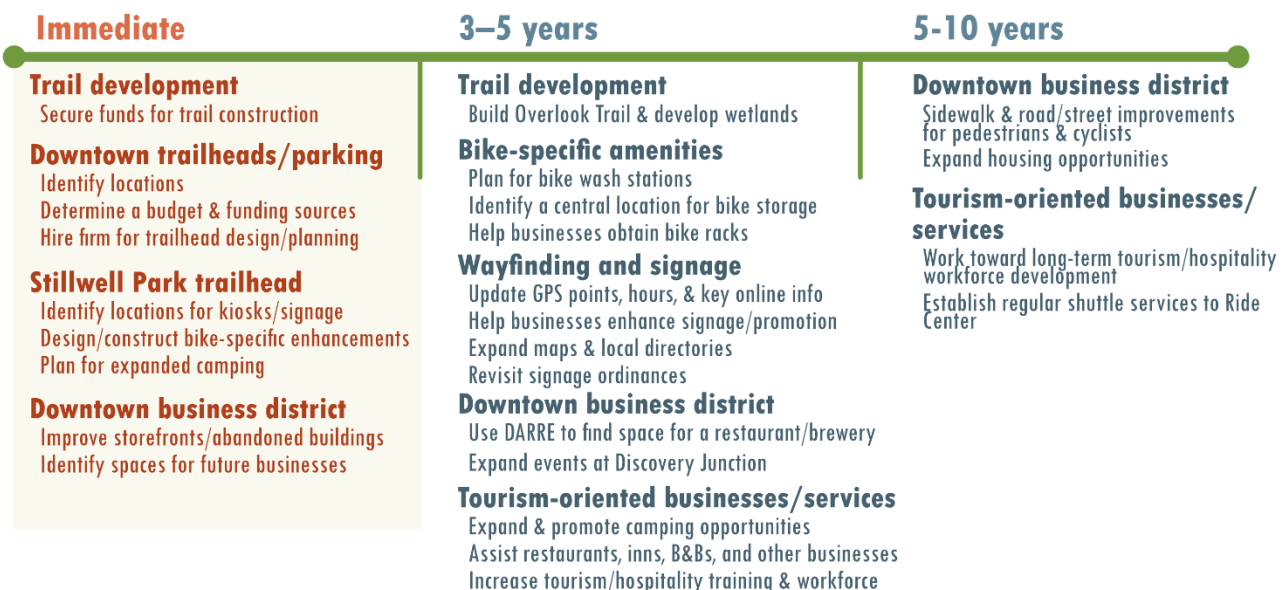 Immediate
Trail development
Secure funds for trail construction
Downtown trailheads/parking
Identify locations
Determine a budget & funding sources
Hire firm for trailhead design/planning
Stillwell Park trailhead
Identify locations for kiosks/signage
Design/construct bike-specific enhancements
Plan for expanded camping
Downtown business district
Improve storefronts/abandoned buildings
Identify spaces for future businesses
3–5 years
Trail development
Build Overlook Trail & develop wetlands
Bike-specific amenities
Plan for bike wash stations
Identify a central location for bike storage
Help businesses obtain bike racks
Wayfinding and signage
Update GPS points, hours, & key online info
Help businesses enhance signage/promotion
Expand maps & local directories
Revisit signage ordinances
Downtown business district
Use DARRE to find space for a restaurant/brewery
Expand events at Discovery Junction
Tourism-oriented businesses/services
Expand & promote camping opportunities
Assist restaurants, inns, B&Bs, and other businesses
Increase tourism/hospitality training & workforce
5-10 years
Downtown business district
Sidewalk & road/street improvements
for pedestrians & cyclists
Expand housing opportunities
Tourism-oriented businesses/
services
Work toward long-term tourism/hospitality
workforce development
Establish regular shuttle services to Ride
Center